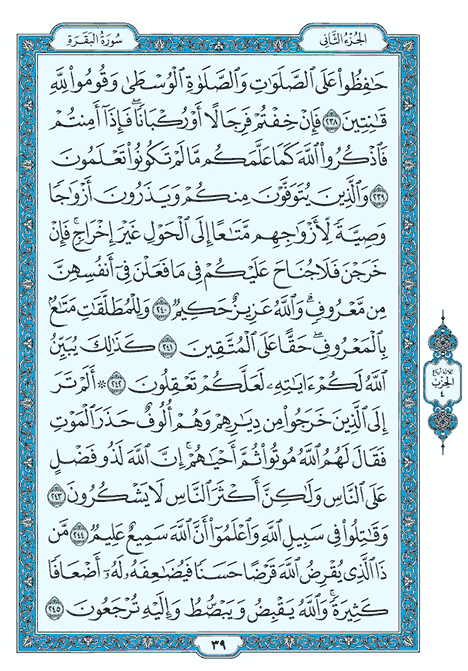 الجُزْءُ الثَّانِي
سُورَةُ البَقَرَةِ
حَٰفِظُوا۟ عَلَى ٱلصَّلَوَٰتِ وَٱلصَّلَوٰةِ ٱلْوُسْطَىٰ وَقُومُوا۟ لِلَّهِ
قَٰنِتِينَ ٢٣٨ فَإِنْ خِفْتُمْ فَرِجَالًا أَوْ رُكْبَانًا ۖ فَإِذَآ أَمِنتُمْ
فَٱذْكُرُوا۟ ٱللَّهَ كَمَا عَلَّمَكُم مَّا لَمْ تَكُونُوا۟ تَعْلَمُونَ
٢٣٩ وَٱلَّذِينَ يُتَوَفَّوْنَ مِنكُمْ وَيَذَرُونَ أَزْوَٰجًا
وَصِيَّةً لِّأَزْوَٰجِهِم مَّتَٰعًا إِلَى ٱلْحَوْلِ غَيْرَ إِخْرَاجٍ ۚ فَإِنْ
خَرَجْنَ فَلَا جُنَاحَ عَلَيْكُمْ فِى مَا فَعَلْنَ فِىٓ أَنفُسِهِنَّ
مِن مَّعْرُوفٍ ۗ وَٱللَّهُ عَزِيزٌ حَكِيمٌ ٢٤٠ وَلِلْمُطَلَّقَٰتِ مَتَٰعٌۢ
بِٱلْمَعْرُوفِ ۖ حَقًّا عَلَى ٱلْمُتَّقِينَ ٢٤١ كَذَٰلِكَ يُبَيِّنُ
ٱللَّهُ لَكُمْ ءَايَٰتِهِۦ لَعَلَّكُمْ تَعْقِلُونَ ٢٤٢ ۞ أَلَمْ تَرَ
إِلَى ٱلَّذِينَ خَرَجُوا۟ مِن دِيَٰرِهِمْ وَهُمْ أُلُوفٌ حَذَرَ ٱلْمَوْتِ
فَقَالَ لَهُمُ ٱللَّهُ مُوتُوا۟ ثُمَّ أَحْيَٰهُمْ ۚ إِنَّ ٱللَّهَ لَذُو فَضْلٍ
عَلَى ٱلنَّاسِ وَلَٰكِنَّ أَكْثَرَ ٱلنَّاسِ لَا يَشْكُرُونَ ٢٤٣
وَقَٰتِلُوا۟ فِى سَبِيلِ ٱللَّهِ وَٱعْلَمُوٓا۟ أَنَّ ٱللَّهَ سَمِيعٌ عَلِيمٌ ٢٤٤ مَّن
ذَا ٱلَّذِى يُقْرِضُ ٱللَّهَ قَرْضًا حَسَنًا فَيُضَٰعِفَهُۥ لَهُۥٓ أَضْعَافًا
كَثِيرَةً ۚ وَٱللَّهُ يَقْبِضُ وَيَبْصُۜطُ وَإِلَيْهِ تُرْجَعُونَ ٢٤٥
الحِزْب
٤
٣٩